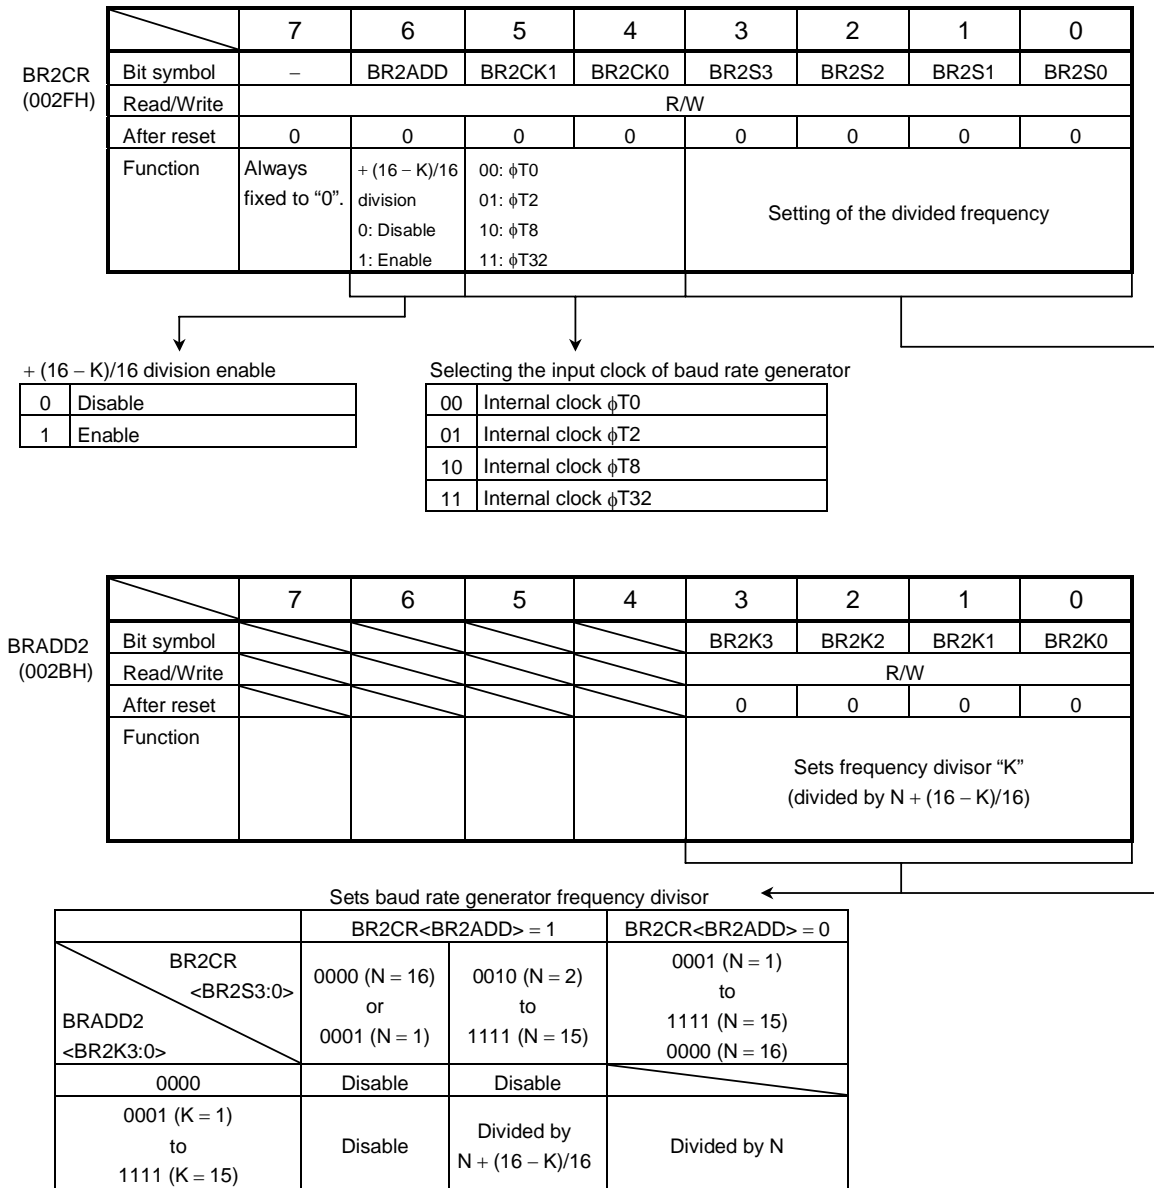 7 6 5 4 3 2 1 0
BR2CR
(002FH)
Bit symbol – BR2ADD BR2CK1 BR2CK0 BR2S3 BR2S2 BR2S1 BR2S0
Read/Write R/W
After reset 0 0 0 0 0 0 0 0
Function
Always
fixed to “0”.
+ (16 − K)/16
division
0: Disable
1: Enable
00: ϕT0
01: ϕT2
10: ϕT8
11: ϕT32
Setting of the divided frequency
+ (16 − K)/16 division enable
0 Disable
1 Enable
Selecting the input clock of baud rate generator
00 Internal clock ϕT0
01 Internal clock ϕT2
10 Internal clock ϕT8
11 Internal clock ϕT32
7 6 5 4 3 2 1 0
BRADD2
(002BH)
Bit symbol BR2K3 BR2K2 BR2K1 BR2K0
Read/Write R/W
After reset 0 0 0 0
Function
Sets frequency divisor “K”
(divided by N + (16 − K)/16)
Sets baud rate generator frequency divisor
BR2CR<BR2ADD> = 1 BR2CR<BR2ADD> = 0
BR2CR
<BR2S3:0>
BRADD2
<BR2K3:0>
0000 (N = 16)
or
0001 (N = 1)
0010 (N = 2)
to
1111 (N = 15)
0001 (N = 1)
to
1111 (N = 15)
0000 (N = 16)
0000 Disable Disable
0001 (K = 1)
to
1111 (K = 15)
Disable
Divided by
N + (16 − K)/16
Divided by N